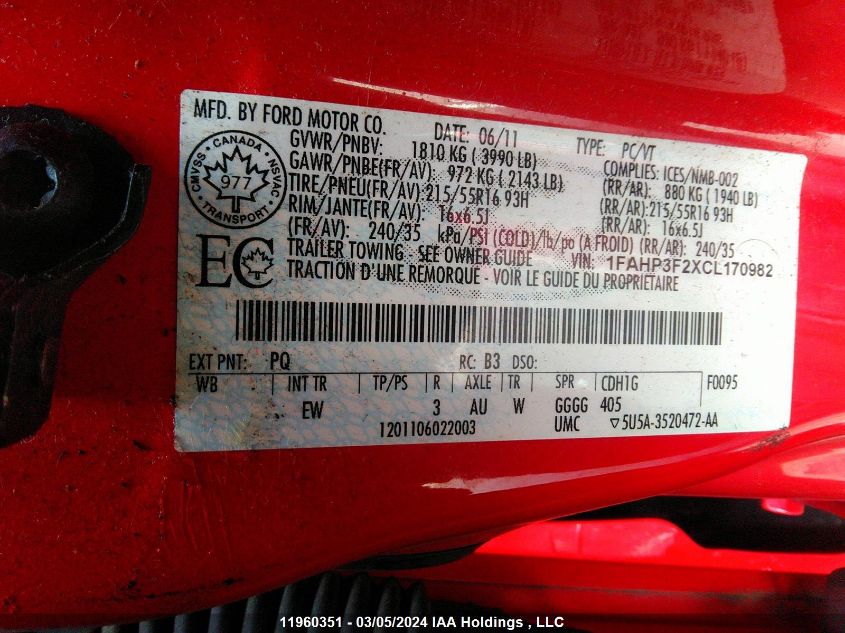 MFD. BY FORD MOTOR CO. DATE: 06/11 TYPE: PC/VT
GVWR/PNBV: 1810 KG ( 3990 LB) COMPLIES: ICES/NMB-002
GAWR/PNBE(FR/AV): 972 KG ( 2143 LB) (RR/AR): 880 KG ( 1940 LB)
TIRE/PNEU(FR/AV): 215/55R16 93H (RR/AR):215/55R16 93H
RIM/JANTE(FR/AV): 16x6.5J (RR/AR): 16x6.5J
(FR/AV): 240/35 kPa/PSI (COLD)/lb/po (A FROID) (RR/AR): 240/35
TRAILER TOWING - SEE OWNER GUIDE VIN: 1FAHP3F2XCL170982
TRACTION D'UNE REMORQUE - VOIR LE GUIDE DU PROPRIÉTAIRE
CMVSS • CANADA • NSVAC
977
TRANSPORT
EC
EXT PNT: PQ RC: B3 DSO:
WB INT TR TP/PS R AXLE TR SPR CDH1G F0095
EW 3 AU W GGGG 405
1201106022003 UMC ▽5U5A-3520472-AA
11960351 - 03/05/2024 IAA Holdings , LLC